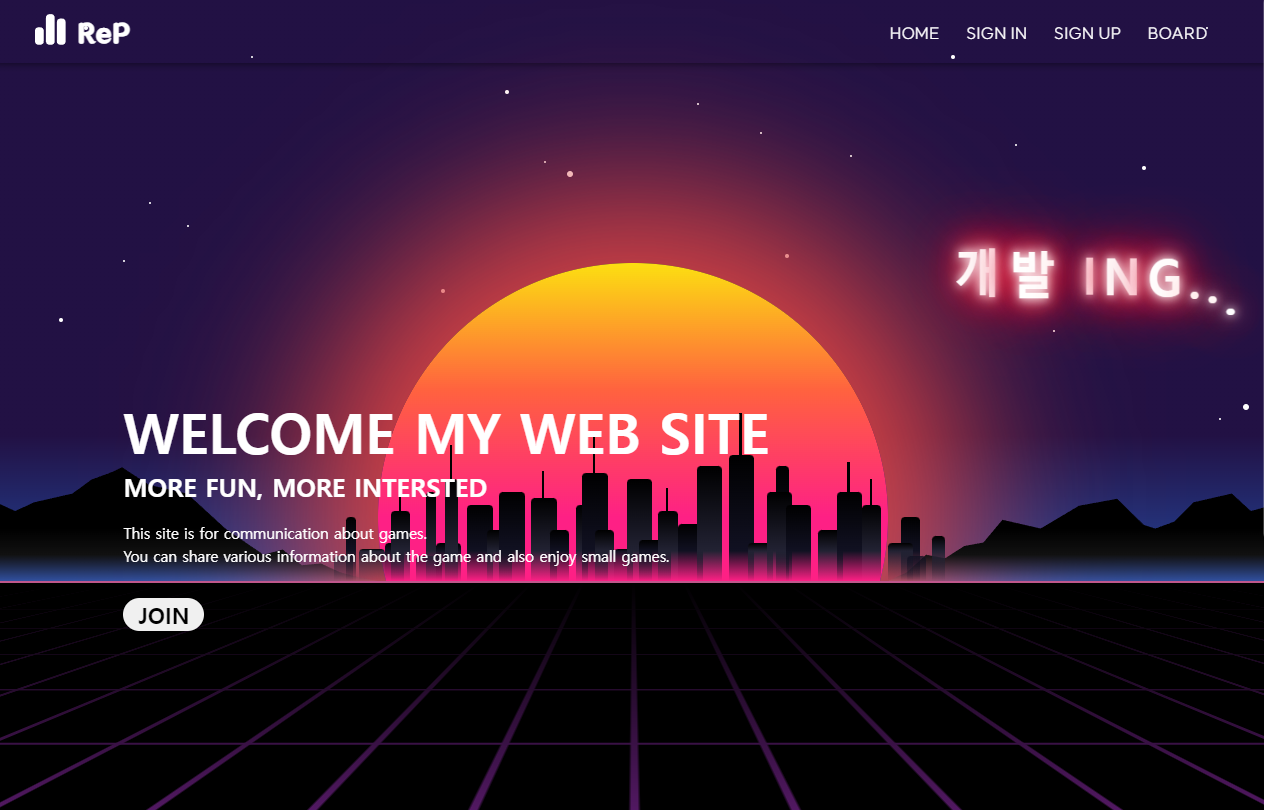 ReP
HOME SIGN IN SIGN UP BOARD
개발 ING...
WELCOME MY WEB SITE
MORE FUN, MORE INTERSTED
This site is for communication about games.
You can share various information about the game and also enjoy small games.
JOIN